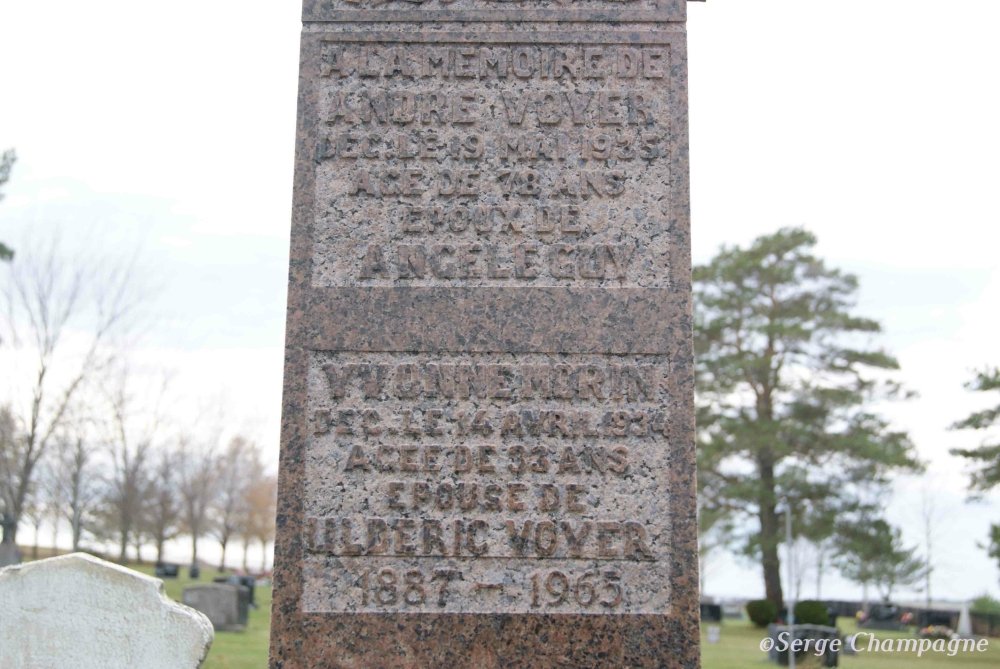 A LA MEMOIRE DE
ANDRE VOYER
DEC. LE 19 MAI 1935
AGE DE 78 ANS
EPOUX DE
ANGELE GUY
YVONNE MORIN
DEC. LE 14 AVRIL 1934
AGEE DE 33 ANS
EPOUSE DE
ULDERIC VOYER
1887 – 1965
©Serge Champagne